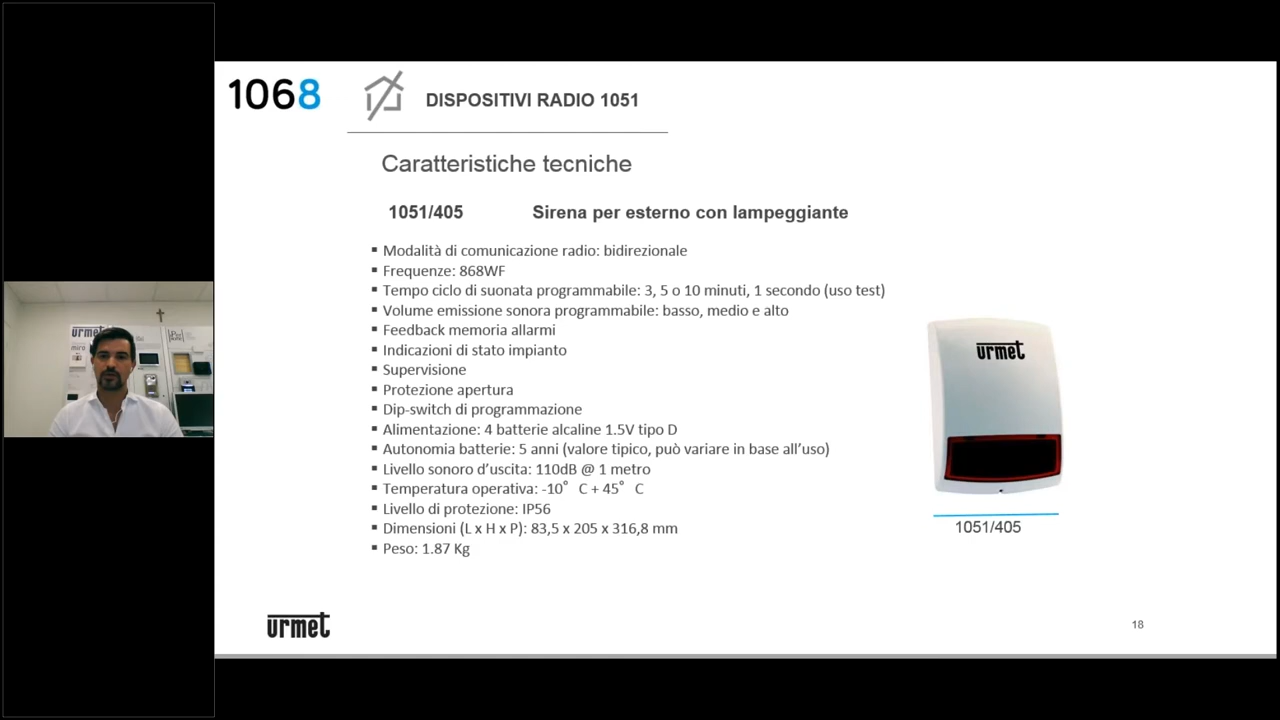 1068
DISPOSITIVI RADIO 1051
Caratteristiche tecniche
1051/405 Sirena per esterno con lampeggiante
▪ Modalità di comunicazione radio: bidirezionale
▪ Frequenze: 868WF
▪ Tempo ciclo di suonata programmabile: 3, 5 o 10 minuti, 1 secondo (uso test)
▪ Volume emissione sonora programmabile: basso, medio e alto
▪ Feedback memoria allarmi
▪ Indicazioni di stato impianto
▪ Supervisione
▪ Protezione apertura
▪ Dip-switch di programmazione
▪ Alimentazione: 4 batterie alcaline 1.5V tipo D
▪ Autonomia batterie: 5 anni (valore tipico, può variare in base all’uso)
▪ Livello sonoro d’uscita: 110dB @ 1 metro
▪ Temperatura operativa: -10° C + 45° C
▪ Livello di protezione: IP56
▪ Dimensioni (L x H x P): 83,5 x 205 x 316,8 mm
▪ Peso: 1.87 Kg
urmet
1051/405
urmet
miro
urmet
18